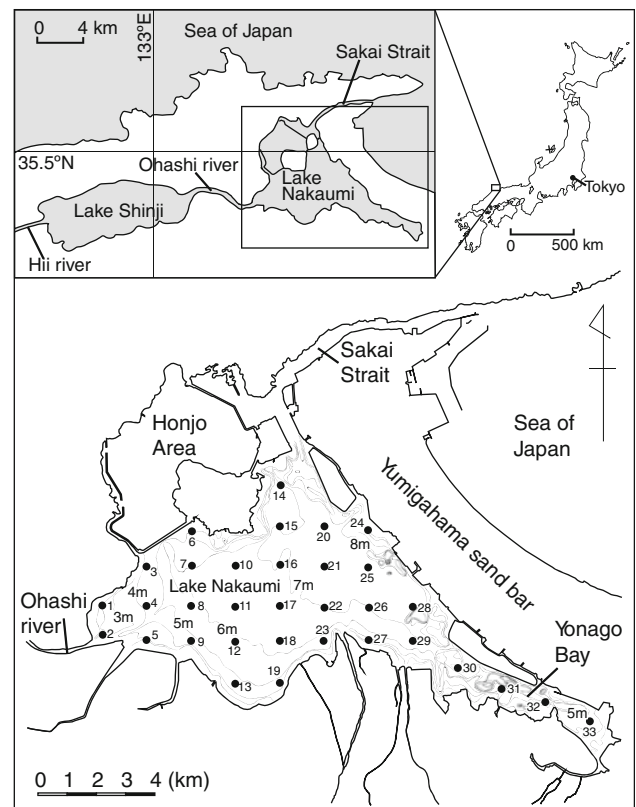 0 4 km
133ºE
Sea of Japan
Sakai Strait
35.5ºN
Ohashi river
Lake
Nakaumi
Lake Shinji
Hii river
Tokyo
0 500 km
Sakai
Strait
Honjo
Area
Sea of
Japan
Yumigahama sand bar
14
15
20
24
8m
6
3
7
10
16
21
25
Lake Nakaumi
7m
4m
Ohashi
river
1
4
8
11
17
22
26
28
3m
5m
6m
2
5
9
12
18
23
27
29
Yonago
Bay
13
19
30
31
32
5m
33
0 1 2 3 4 (km)